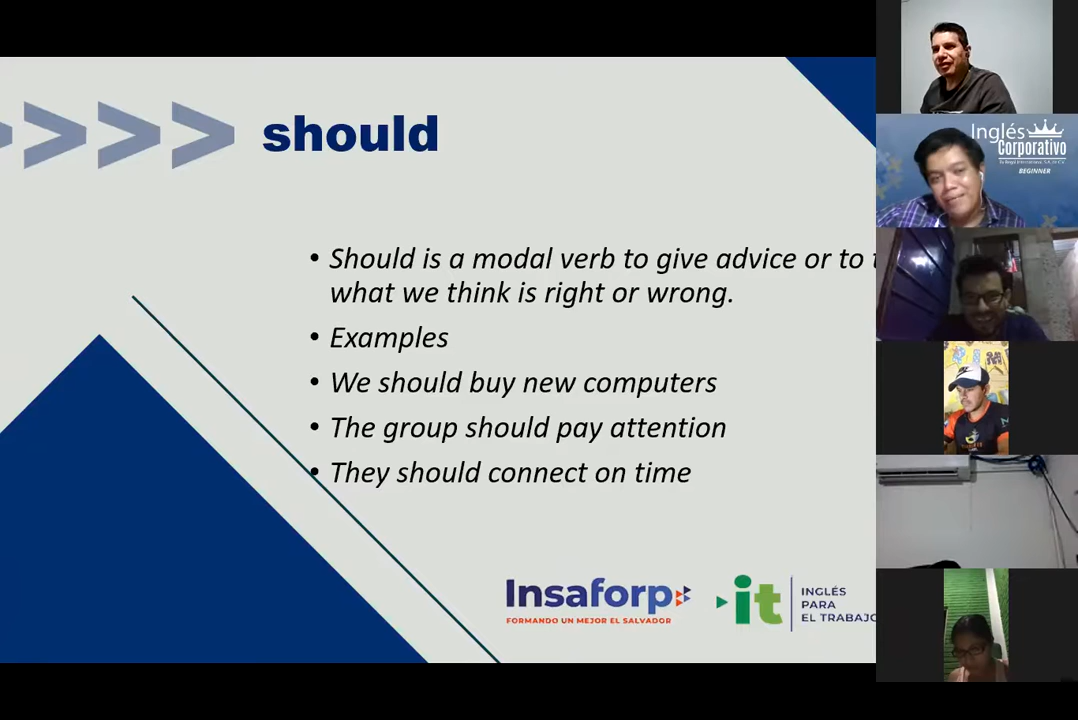 should
• Should is a modal verb to give advice or to
what we think is right or wrong.
• Examples
• We should buy new computers
• The group should pay attention
• They should connect on time
Insaforp
FORMANDO UN MEJOR EL SALVADOR
it
INGLÉS
PARA
EL TRABAJO
Inglés
Corporativo
BEGINNER